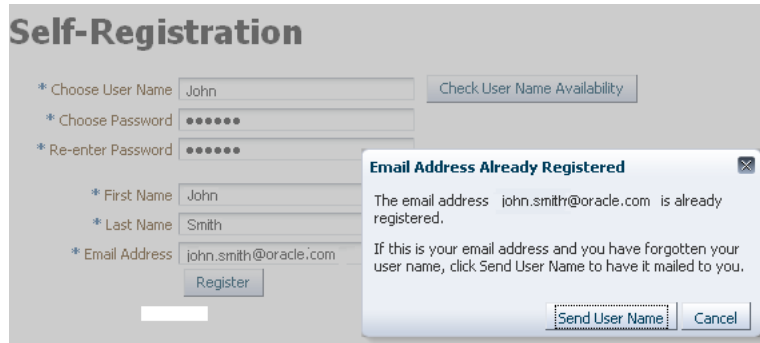 Self-Registration
* Choose User Name John Check User Name Availability
* Choose Password ••••••
* Re-enter Password ••••••
* First Name John
* Last Name Smith
* Email Address john.smith@oracle.com
Register
Email Address Already Registered
The email address john.smith@oracle.com is already
registered.
If this is your email address and you have forgotten your
user name, click Send User Name to have it mailed to you.
Send User Name Cancel